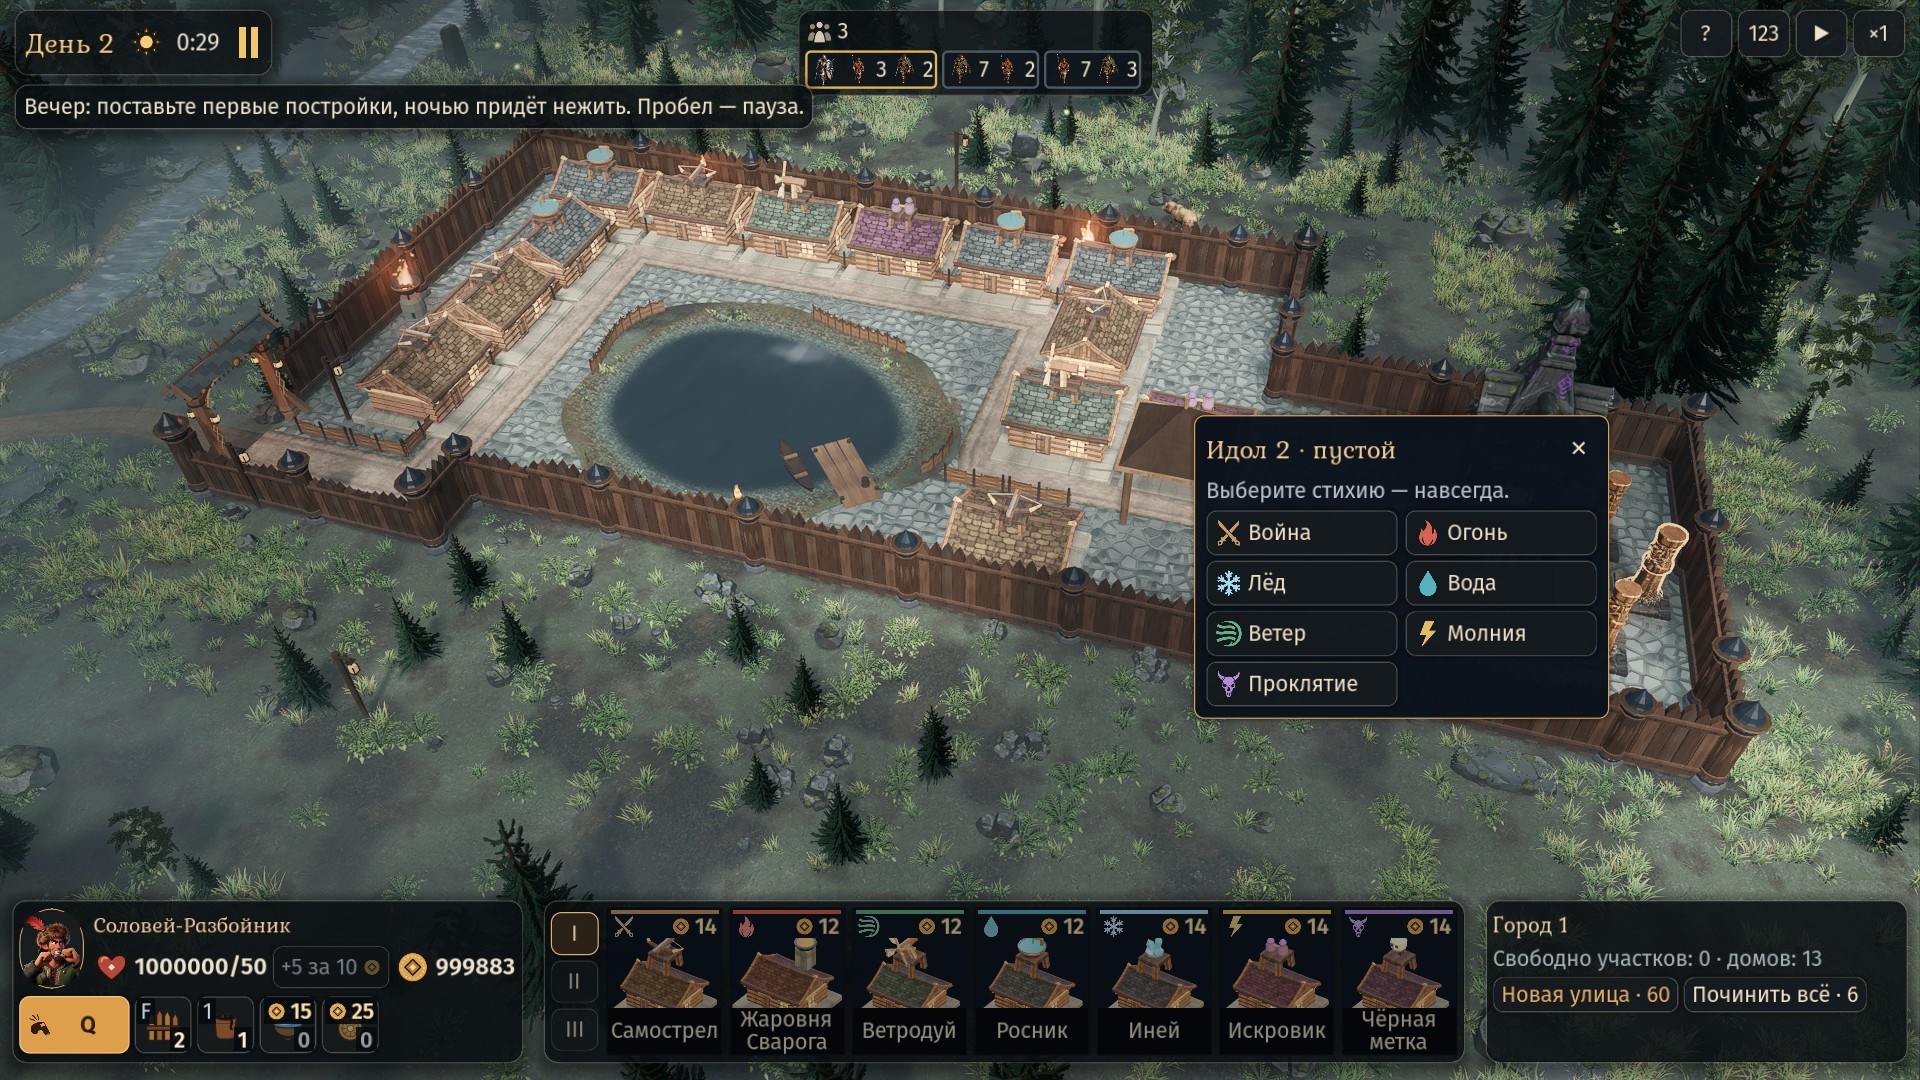 День 2 0:29
3
3 2 7 2 7 3
? 123 ×1
Вечер: поставьте первые постройки, ночью придёт нежить. Пробел — пауза.
Идол 2 · пустой ×
Выберите стихию — навсегда.
Война Огонь
Лёд Вода
Ветер Молния
Проклятие
Соловей-Разбойник
1000000/50 +5 за 10 999883
Q F 2 1 1 15 0 25 0
I
II
III
14 12 12 12 14 14 14
Самострел
Жаровня
Сварога
Ветродуй
Росник
Иней
Искровик
Чёрная
метка
Город 1
Свободно участков: 0 · домов: 13
Новая улица · 60 Починить всё · 6